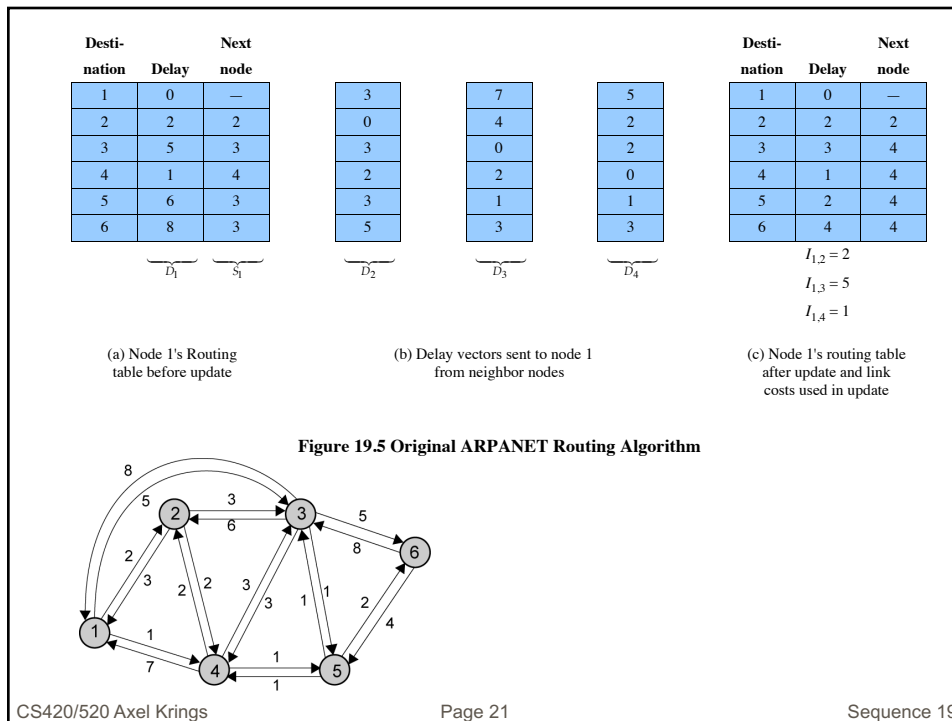 Desti- Next
nation Delay node
1 0 —
2 2 2
3 5 3
4 1 4
5 6 3
6 8 3
D1 S1
3 7 5
0 4 2
3 0 2
2 2 0
3 1 1
5 3 3
D2 D3 D4
Desti- Next
nation Delay node
1 0 —
2 2 2
3 3 4
4 1 4
5 2 4
6 4 4
I1,2 = 2
I1,3 = 5
I1,4 = 1
(a) Node 1's Routing
table before update
(b) Delay vectors sent to node 1
from neighbor nodes
(c) Node 1's routing table
after update and link
costs used in update
Figure 19.5 Original ARPANET Routing Algorithm
8
5
2 3 3
6
5
8 6
2
3
2 2
3
3
1 1
2
4
1
1
7
4
1
1
5
CS420/520 Axel Krings Page 21 Sequence 19